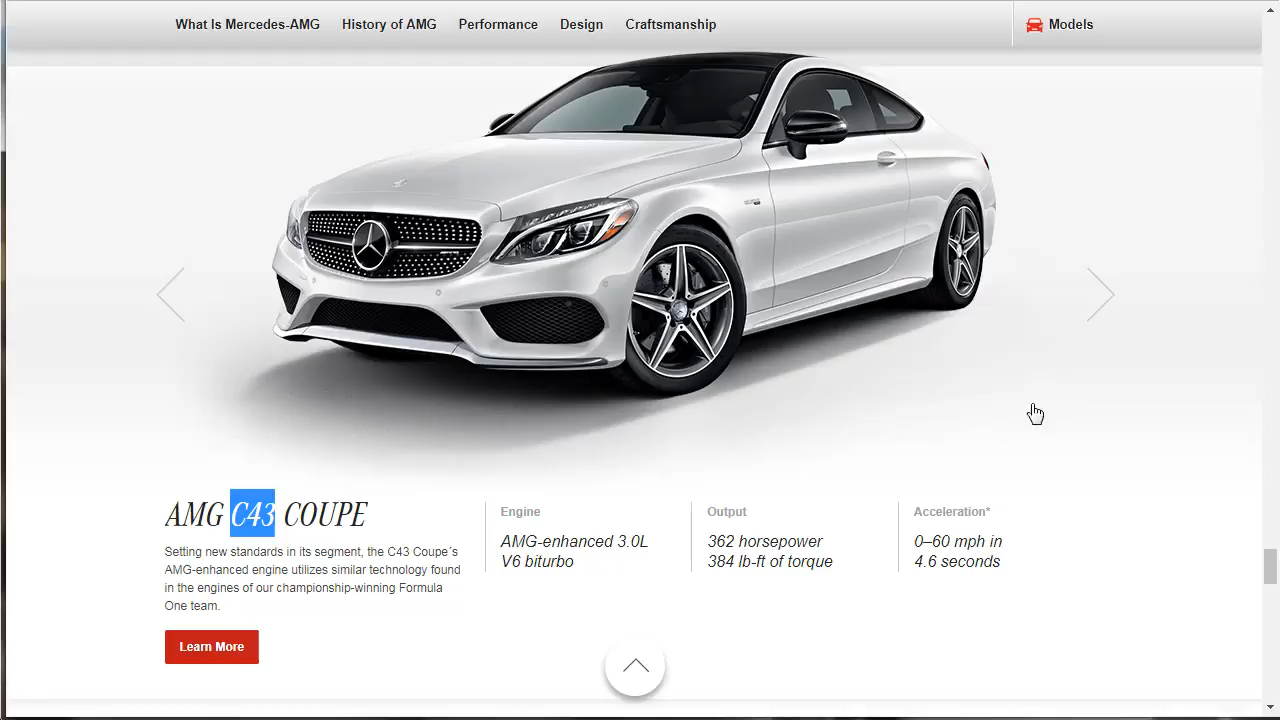 What Is Mercedes-AMG History of AMG Performance Design Craftsmanship Models
AMG C43 COUPE
Setting new standards in its segment, the C43 Coupe´s
AMG-enhanced engine utilizes similar technology found
in the engines of our championship-winning Formula
One team.
Learn More
Engine
AMG-enhanced 3.0L
V6 biturbo
Output
362 horsepower
384 lb-ft of torque
Acceleration*
0–60 mph in
4.6 seconds